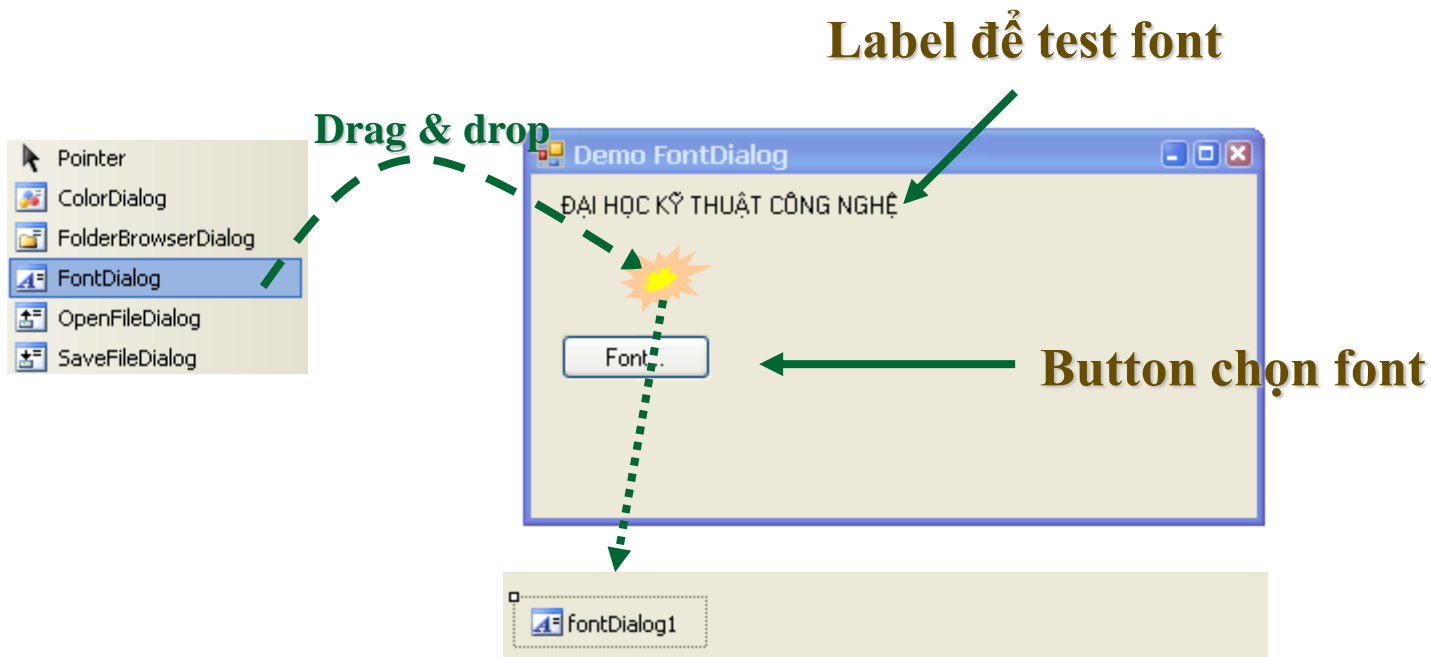 Label để test font
Drag & drop
Pointer
ColorDialog
FolderBrowserDialog
FontDialog
OpenFileDialog
SaveFileDialog
Demo FontDialog
ĐẠI HỌC KỸ THUẬT CÔNG NGHỆ
Font...
Button chọn font
fontDialog1